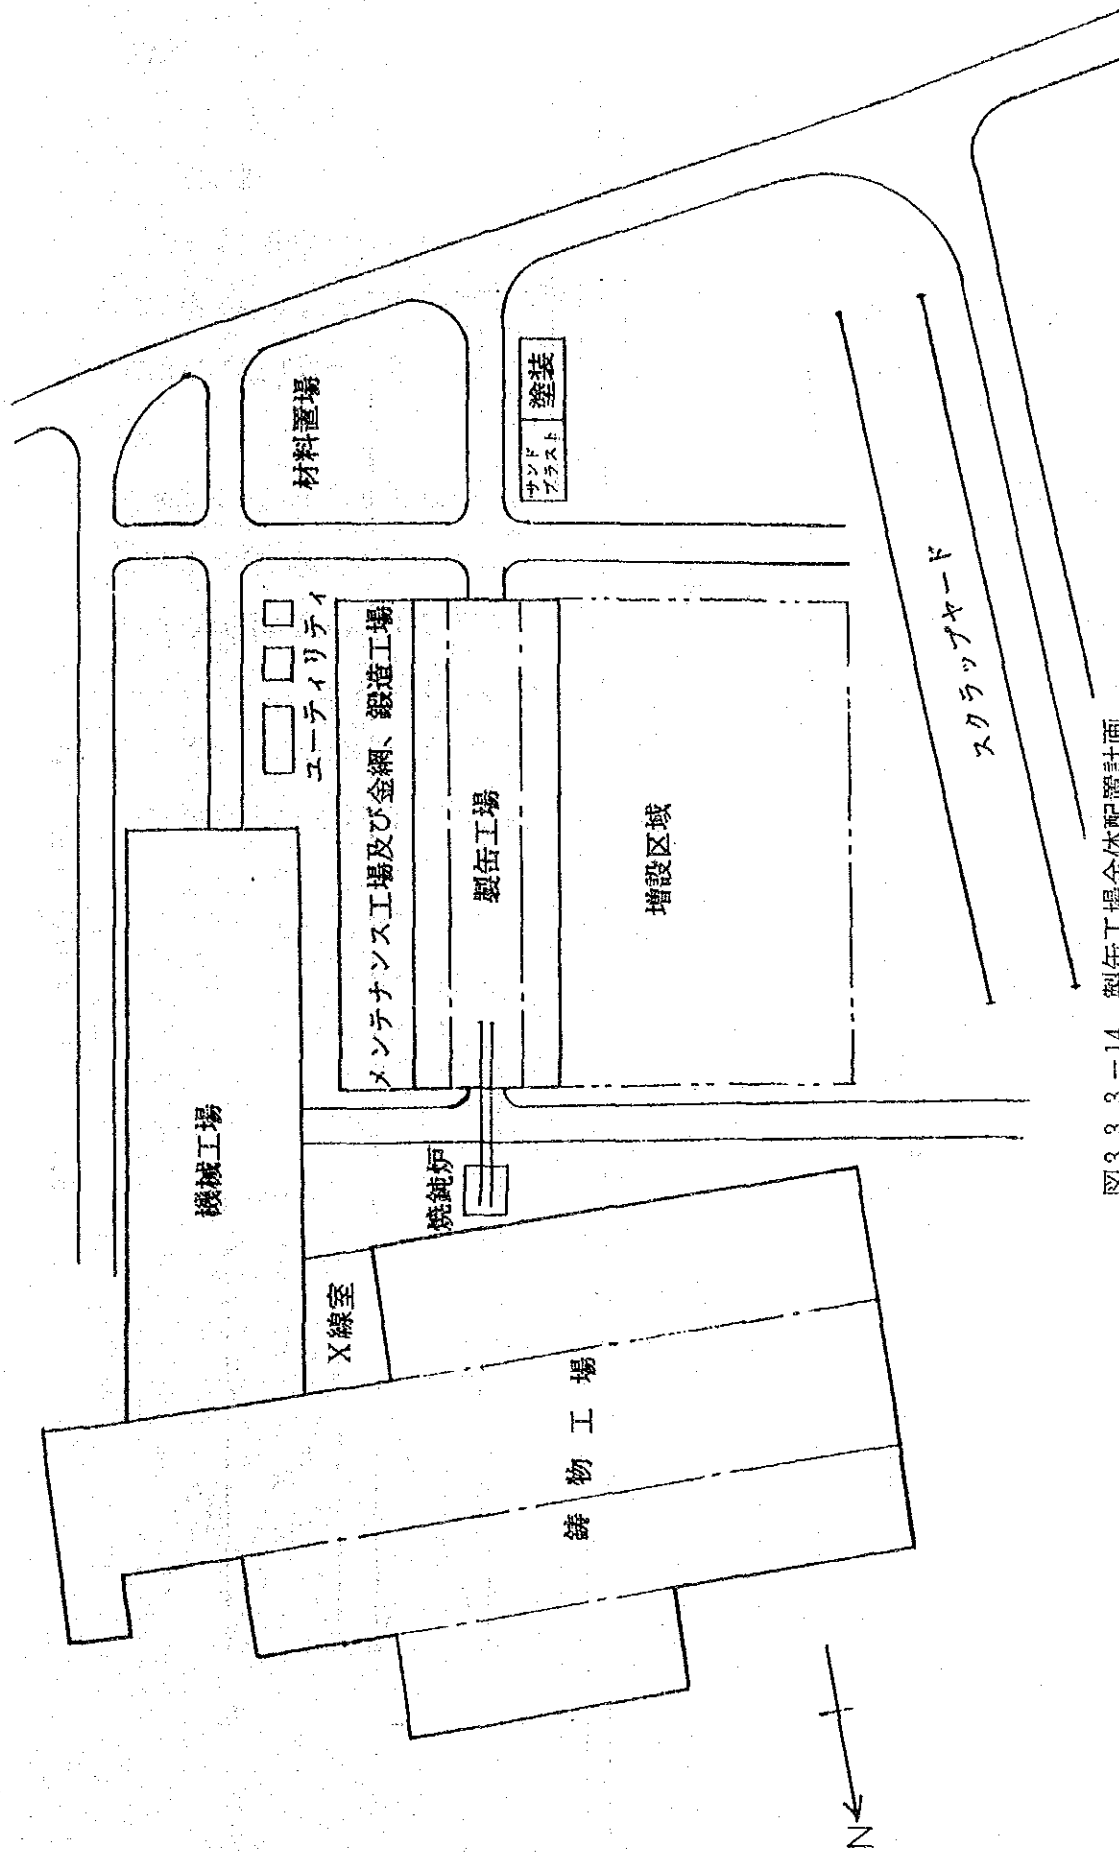 機械工場
X線室
鋳物工場
焼鈍炉
ユーティリティ
メンテナンス工場及び金網、鍛造工場
製缶工場
増設区域
材料置場
サンド
ブラスト
塗装
スクラップヤード
N
図3.3.3-14 製缶工場全体配置計画